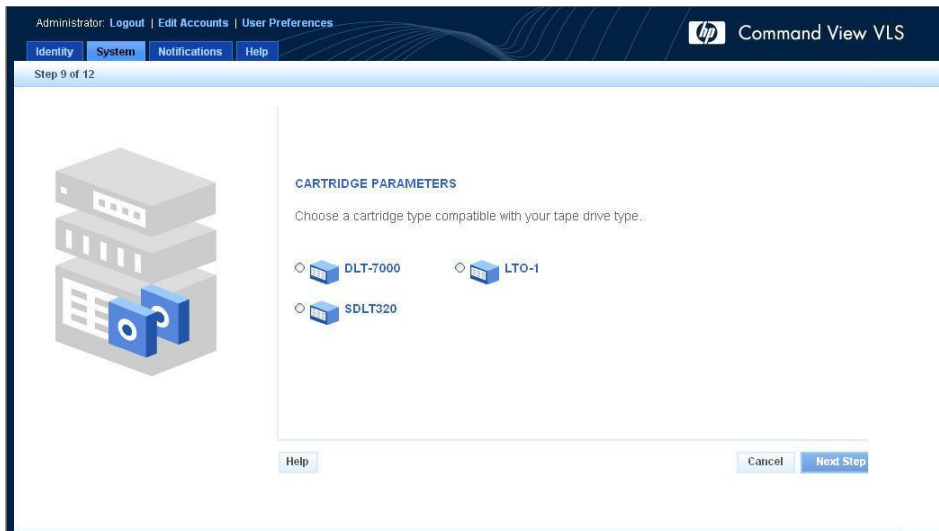 Administrator: Logout | Edit Accounts | User Preferences
hp Command View VLS
Identity System Notifications Help
Step 9 of 12
CARTRIDGE PARAMETERS
Choose a cartridge type compatible with your tape drive type.
DLT-7000 LTO-1
SDLT320
Help Cancel Next Step